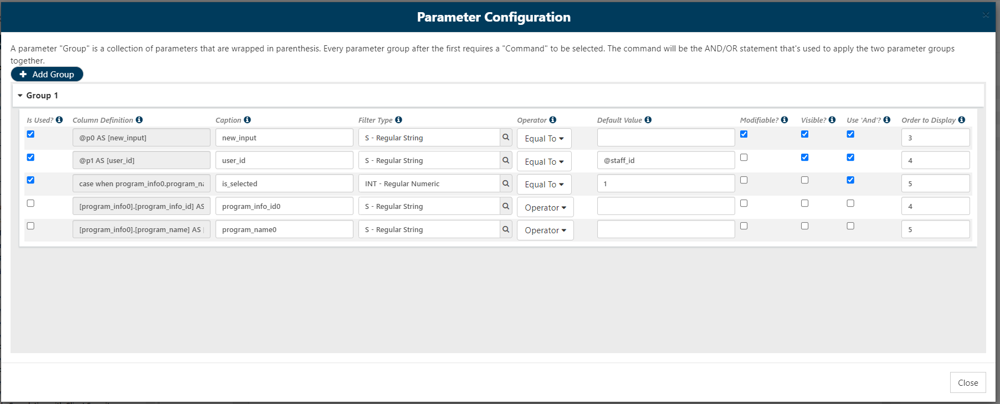 Parameter Configuration
A parameter "Group" is a collection of parameters that are wrapped in parenthesis. Every parameter group after the first requires a "Command" to be selected. The command will be the AND/OR statement that's used to apply the two parameter groups
together.
Add Group
Group 1
Is Used? Column Definition Caption Filter Type Operator Default Value Modifiable? Visible? Use 'And'? Order to Display
@p0 AS [new_input] new_input S - Regular String Equal To 3
@p1 AS [user_id] user_id S - Regular String Equal To @staff_id 4
case when program_info0.program_na is_selected INT - Regular Numeric Equal To 1 5
[program_info0].[program_info_id] AS program_info_id0 S - Regular String Operator 4
[program_info0].[program_name] AS program_name0 S - Regular String Operator 5
Close